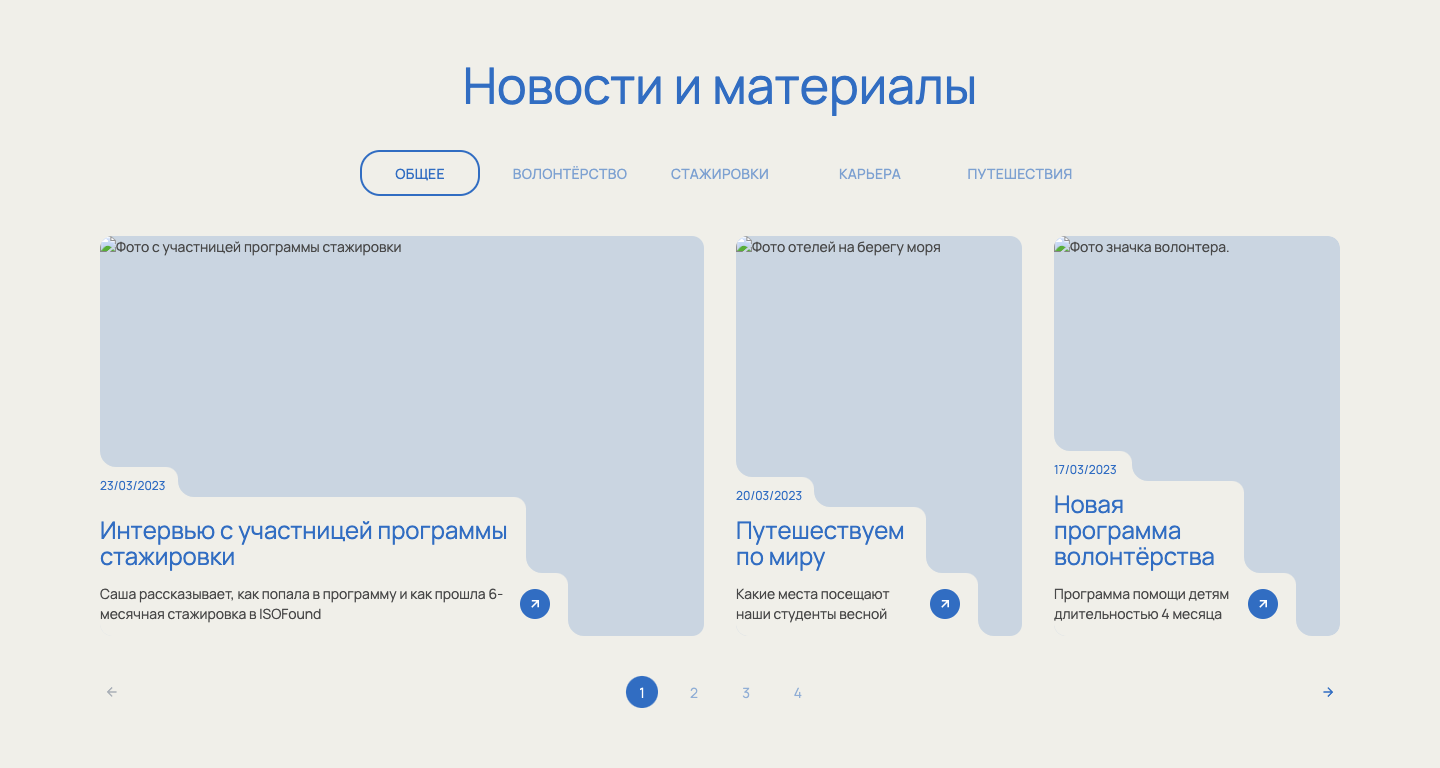 Новости и материалы
ОБЩЕЕ
ВОЛОНТЁРСТВО
СТАЖИРОВКИ
КАРЬЕРА
ПУТЕШЕСТВИЯ
Фото с участницей программы стажировки
23/03/2023
Интервью с участницей программы
стажировки
Саша рассказывает, как попала в программу и как прошла 6-
месячная стажировка в ISOFound
Фото отелей на берегу моря
20/03/2023
Путешествуем
по миру
Какие места посещают
наши студенты весной
Фото значка волонтера.
17/03/2023
Новая
программа
волонтёрства
Программа помощи детям
длительностью 4 месяца
1 2 3 4